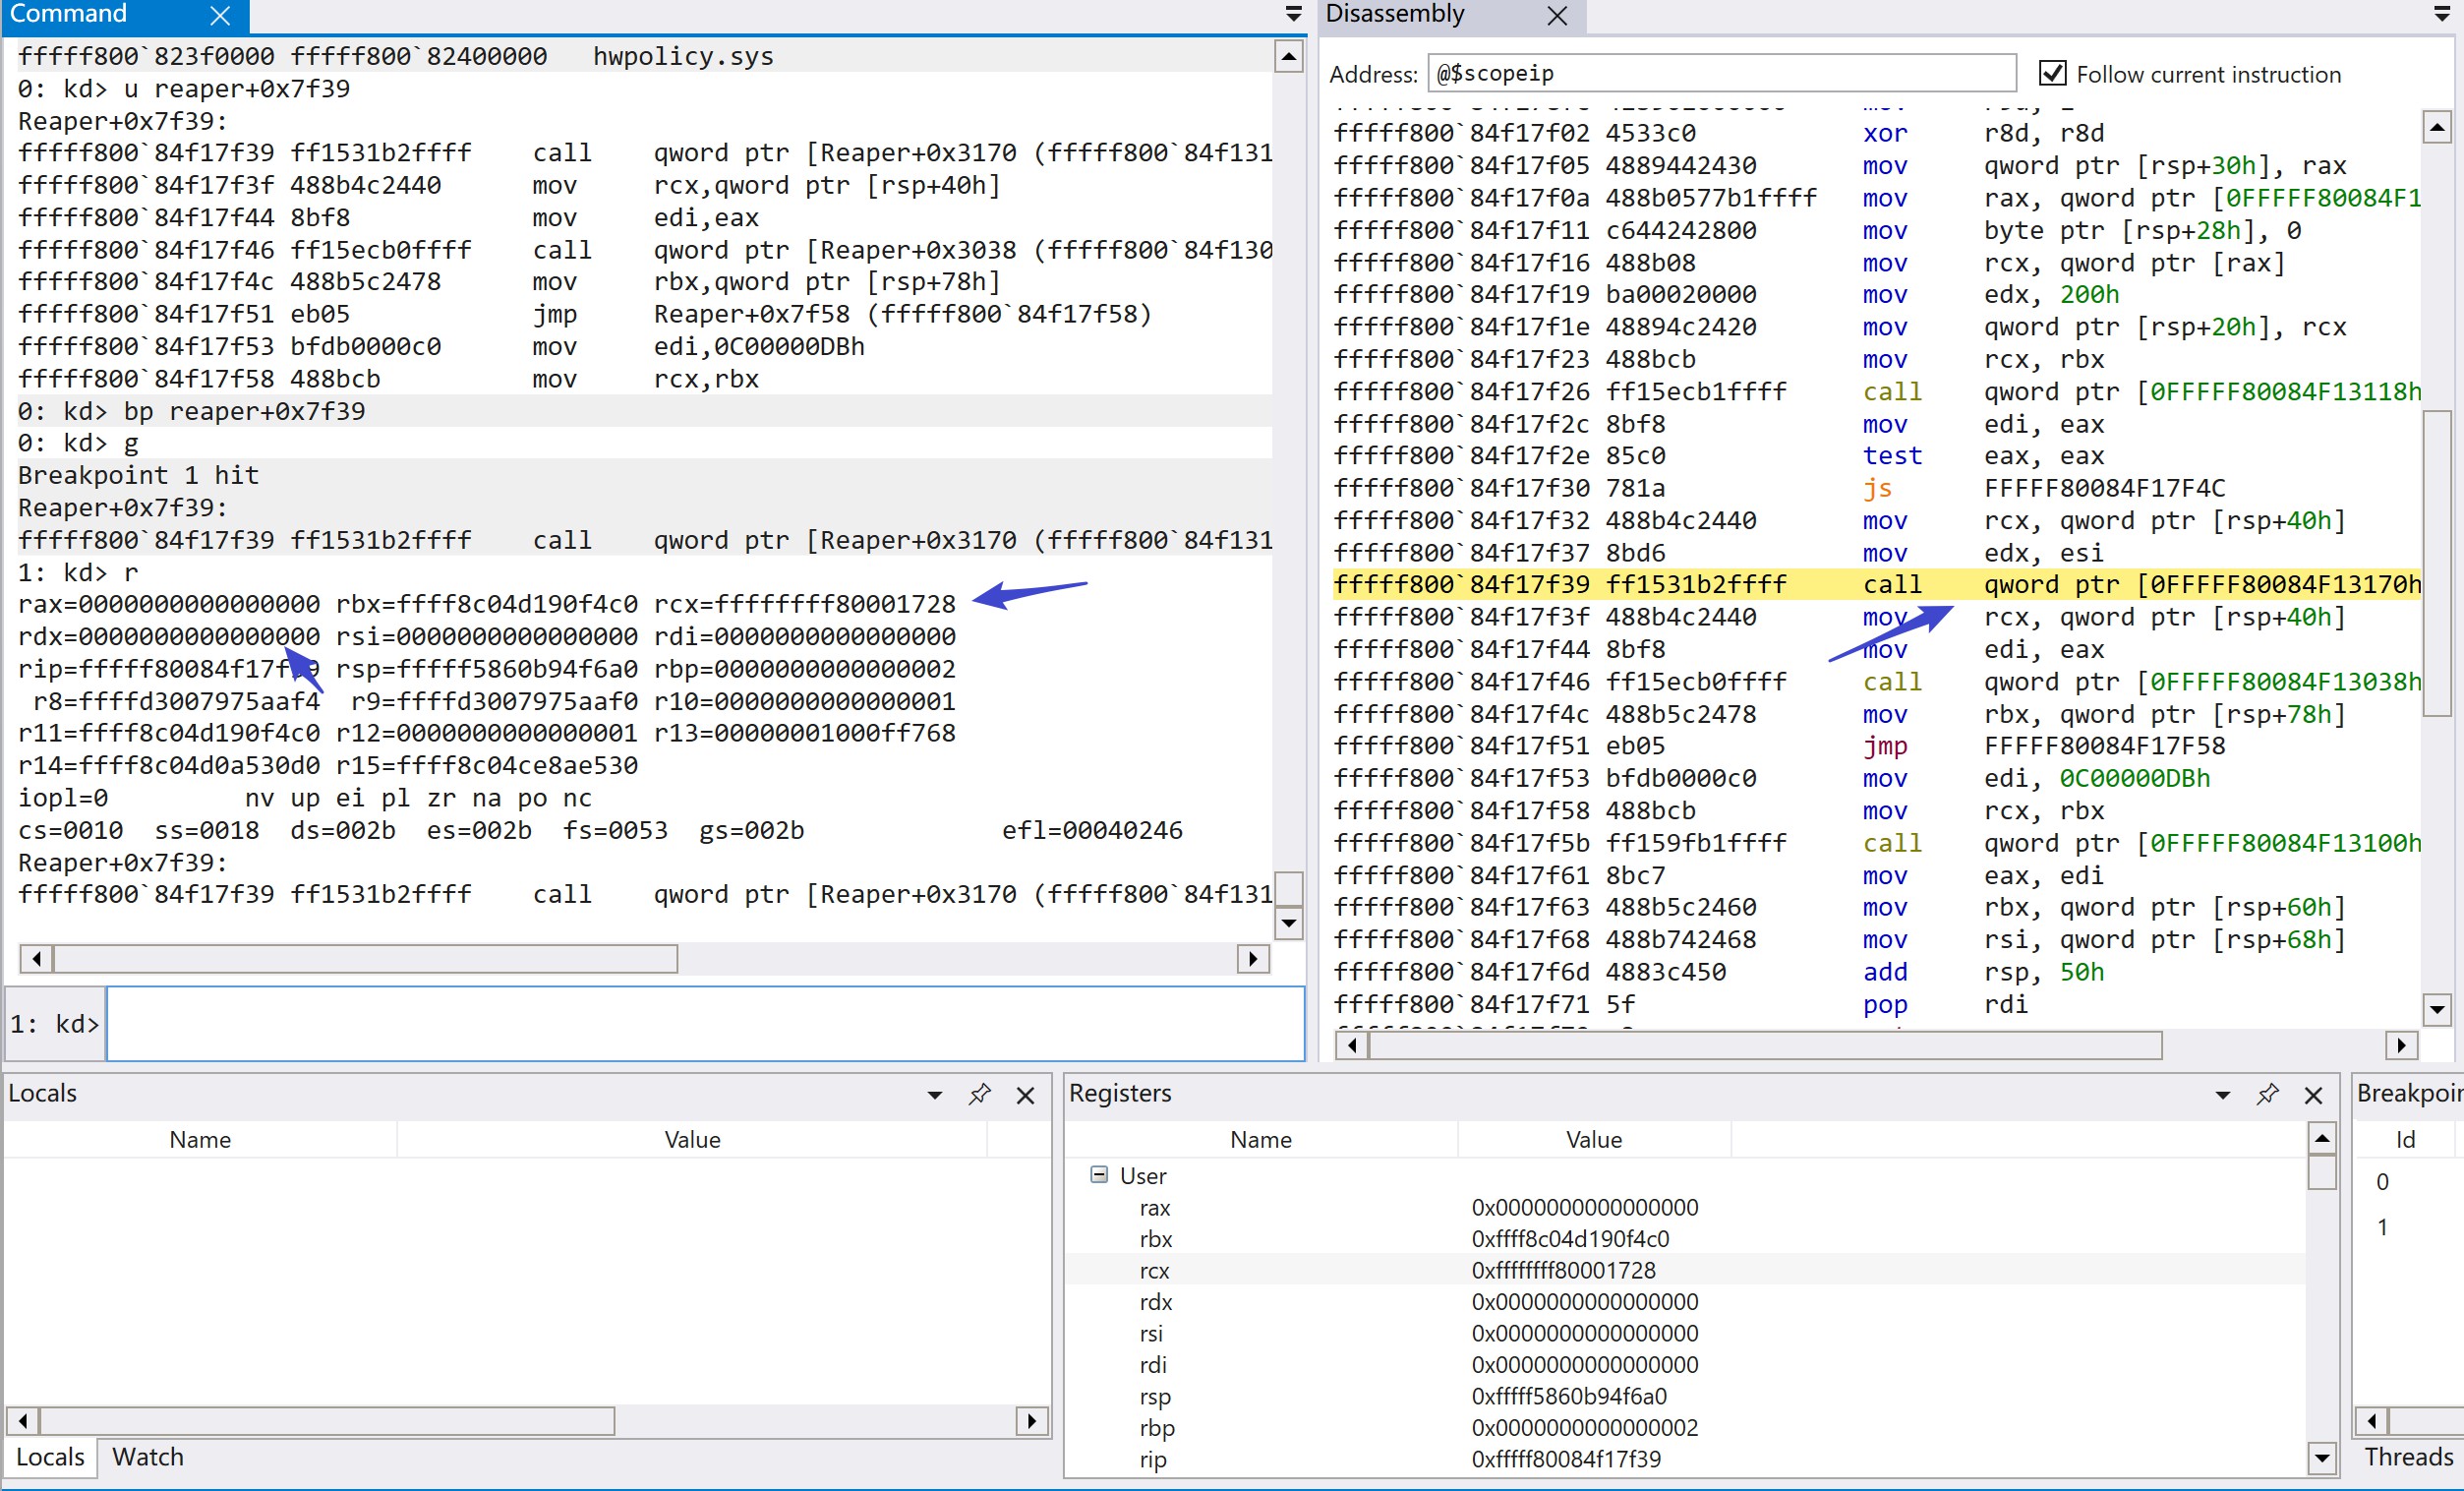 Command
fffff800`823f0000 fffff800`82400000   hwpolicy.sys
0: kd> u reaper+0x7f39
Reaper+0x7f39:
fffff800`84f17f39 ff1531b2ffff    call    qword ptr [Reaper+0x3170 (fffff800`84f131
fffff800`84f17f3f 488b4c2440      mov     rcx,qword ptr [rsp+40h]
fffff800`84f17f44 8bf8            mov     edi,eax
fffff800`84f17f46 ff15ecb0ffff    call    qword ptr [Reaper+0x3038 (fffff800`84f130
fffff800`84f17f4c 488b5c2478      mov     rbx,qword ptr [rsp+78h]
fffff800`84f17f51 eb05            jmp     Reaper+0x7f58 (fffff800`84f17f58)
fffff800`84f17f53 bfdb0000c0      mov     edi,0C00000DBh
fffff800`84f17f58 488bcb          mov     rcx,rbx
0: kd> bp reaper+0x7f39
0: kd> g
Breakpoint 1 hit
Reaper+0x7f39:
fffff800`84f17f39 ff1531b2ffff    call    qword ptr [Reaper+0x3170 (fffff800`84f131
1: kd> r
rax=0000000000000000 rbx=ffff8c04d190f4c0 rcx=ffffffff80001728
rdx=0000000000000000 rsi=0000000000000000 rdi=0000000000000000
rsp=fffff5860b94f6a0 rbp=0000000000000002
r8=ffffd3007975aaf4  r9=ffffd3007975aaf0 r10=0000000000000001
r11=ffff8c04d190f4c0 r12=0000000000000001 r13=00000001000ff768
r14=ffff8c04d0a530d0 r15=ffff8c04ce8ae530
iopl=0         nv up ei pl zr na po nc
cs=0010  ss=0018  ds=002b  es=002b  fs=0053  gs=002b             efl=00040246
Reaper+0x7f39:
fffff800`84f17f39 ff1531b2ffff    call    qword ptr [Reaper+0x3170 (fffff800`84f131
1: kd>
Disassembly
Address: @$scopeip Follow current instruction
fffff800`84f17f02 4533c0          xor     r8d, r8d
fffff800`84f17f05 4889442430      mov     qword ptr [rsp+30h], rax
fffff800`84f17f0a 488b0577b1ffff  mov     rax, qword ptr [0FFFFF80084F1
fffff800`84f17f11 c644242800      mov     byte ptr [rsp+28h], 0
fffff800`84f17f16 488b08          mov     rcx, qword ptr [rax]
fffff800`84f17f19 ba00020000      mov     edx, 200h
fffff800`84f17f1e 48894c2420      mov     qword ptr [rsp+20h], rcx
fffff800`84f17f23 488bcb          mov     rcx, rbx
fffff800`84f17f26 ff15ecb1ffff    call    qword ptr [0FFFFF80084F13118h
fffff800`84f17f2c 8bf8            mov     edi, eax
fffff800`84f17f2e 85c0            test    eax, eax
fffff800`84f17f30 781a            js      FFFFF80084F17F4C
fffff800`84f17f32 488b4c2440      mov     rcx, qword ptr [rsp+40h]
fffff800`84f17f37 8bd6            mov     edx, esi
fffff800`84f17f39 ff1531b2ffff    call    qword ptr [0FFFFF80084F13170h
fffff800`84f17f3f 488b4c2440      mov     rcx, qword ptr [rsp+40h]
fffff800`84f17f44 8bf8            mov     edi, eax
fffff800`84f17f46 ff15ecb0ffff    call    qword ptr [0FFFFF80084F13038h
fffff800`84f17f4c 488b5c2478      mov     rbx, qword ptr [rsp+78h]
fffff800`84f17f51 eb05            jmp     FFFFF80084F17F58
fffff800`84f17f53 bfdb0000c0      mov     edi, 0C00000DBh
fffff800`84f17f58 488bcb          mov     rcx, rbx
fffff800`84f17f5b ff159fb1ffff    call    qword ptr [0FFFFF80084F13100h
fffff800`84f17f61 8bc7            mov     eax, edi
fffff800`84f17f63 488b5c2460      mov     rbx, qword ptr [rsp+60h]
fffff800`84f17f68 488b742468      mov     rsi, qword ptr [rsp+68h]
fffff800`84f17f6d 4883c450        add     rsp, 50h
fffff800`84f17f71 5f              pop     rdi
Locals
Name Value
Locals Watch
Registers
Name Value
User
rax 0x0000000000000000
rbx 0xffff8c04d190f4c0
rcx 0xffffffff80001728
rdx 0x0000000000000000
rsi 0x0000000000000000
rdi 0x0000000000000000
rsp 0xfffff5860b94f6a0
rbp 0x0000000000000002
rip 0xfffff80084f17f39
Breakpoin
Id
0
1
Threads